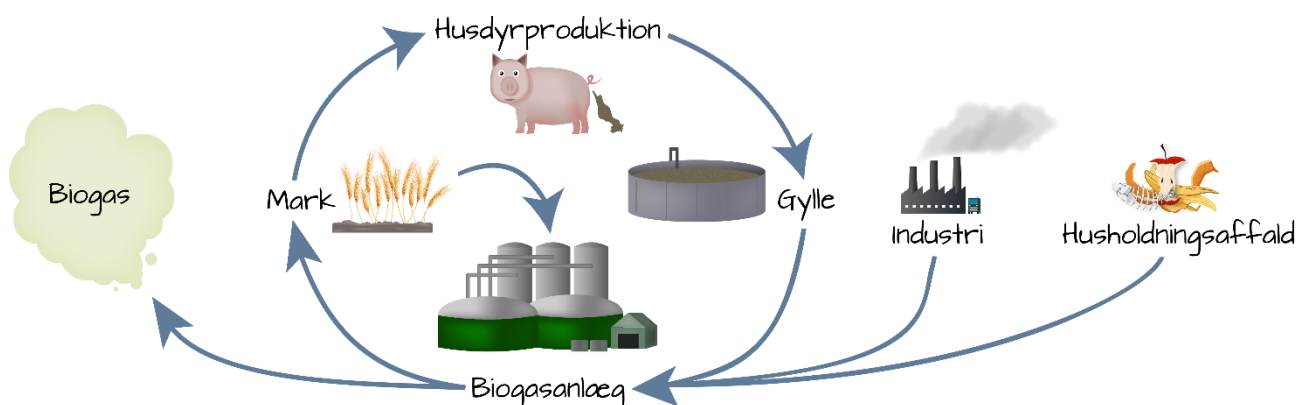 Husdyrproduktion
Biogas
Mark
Gylle
Industri
Husholdningsaffald
Biogasanlæg